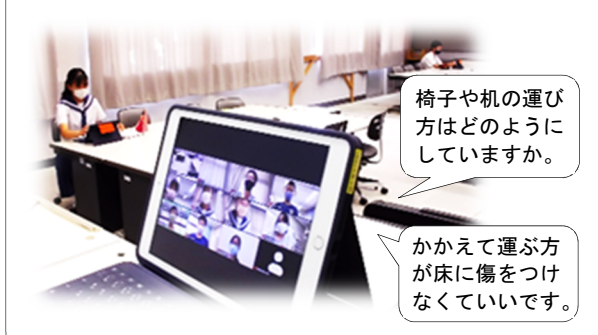 椅子や机の運び
方はどのように
していますか。
かかえて運ぶ方
が床に傷をつけ
なくていいです。